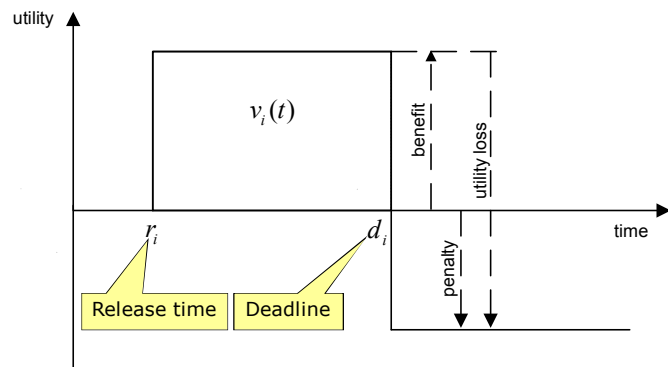 utility
v_i(t)
benefit
utility loss
r_i
d_i
time
penalty
Release time
Deadline